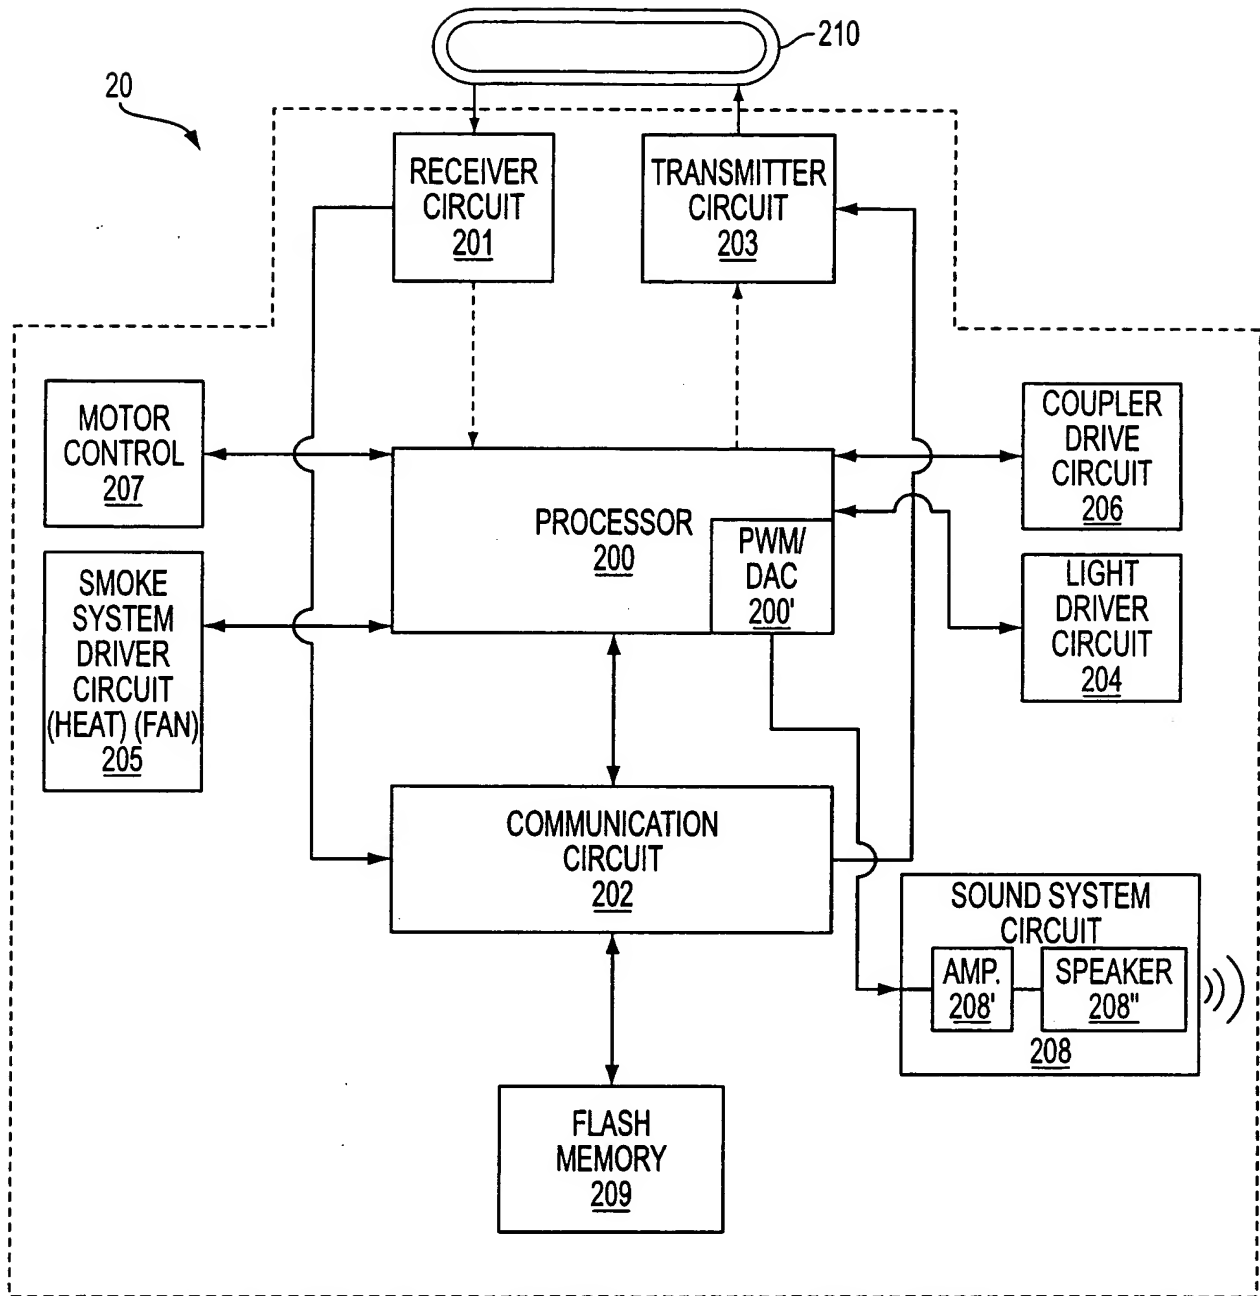 210
20
RECEIVER
CIRCUIT
201
TRANSMITTER
CIRCUIT
203
MOTOR
CONTROL
207
COUPLER
DRIVE
CIRCUIT
206
PROCESSOR
200
PWM/
DAC
200'
SMOKE
SYSTEM
DRIVER
CIRCUIT
(HEAT) (FAN)
205
LIGHT
DRIVER
CIRCUIT
204
COMMUNICATION
CIRCUIT
202
SOUND SYSTEM
CIRCUIT
AMP.
208'
SPEAKER
208"
208
FLASH
MEMORY
209